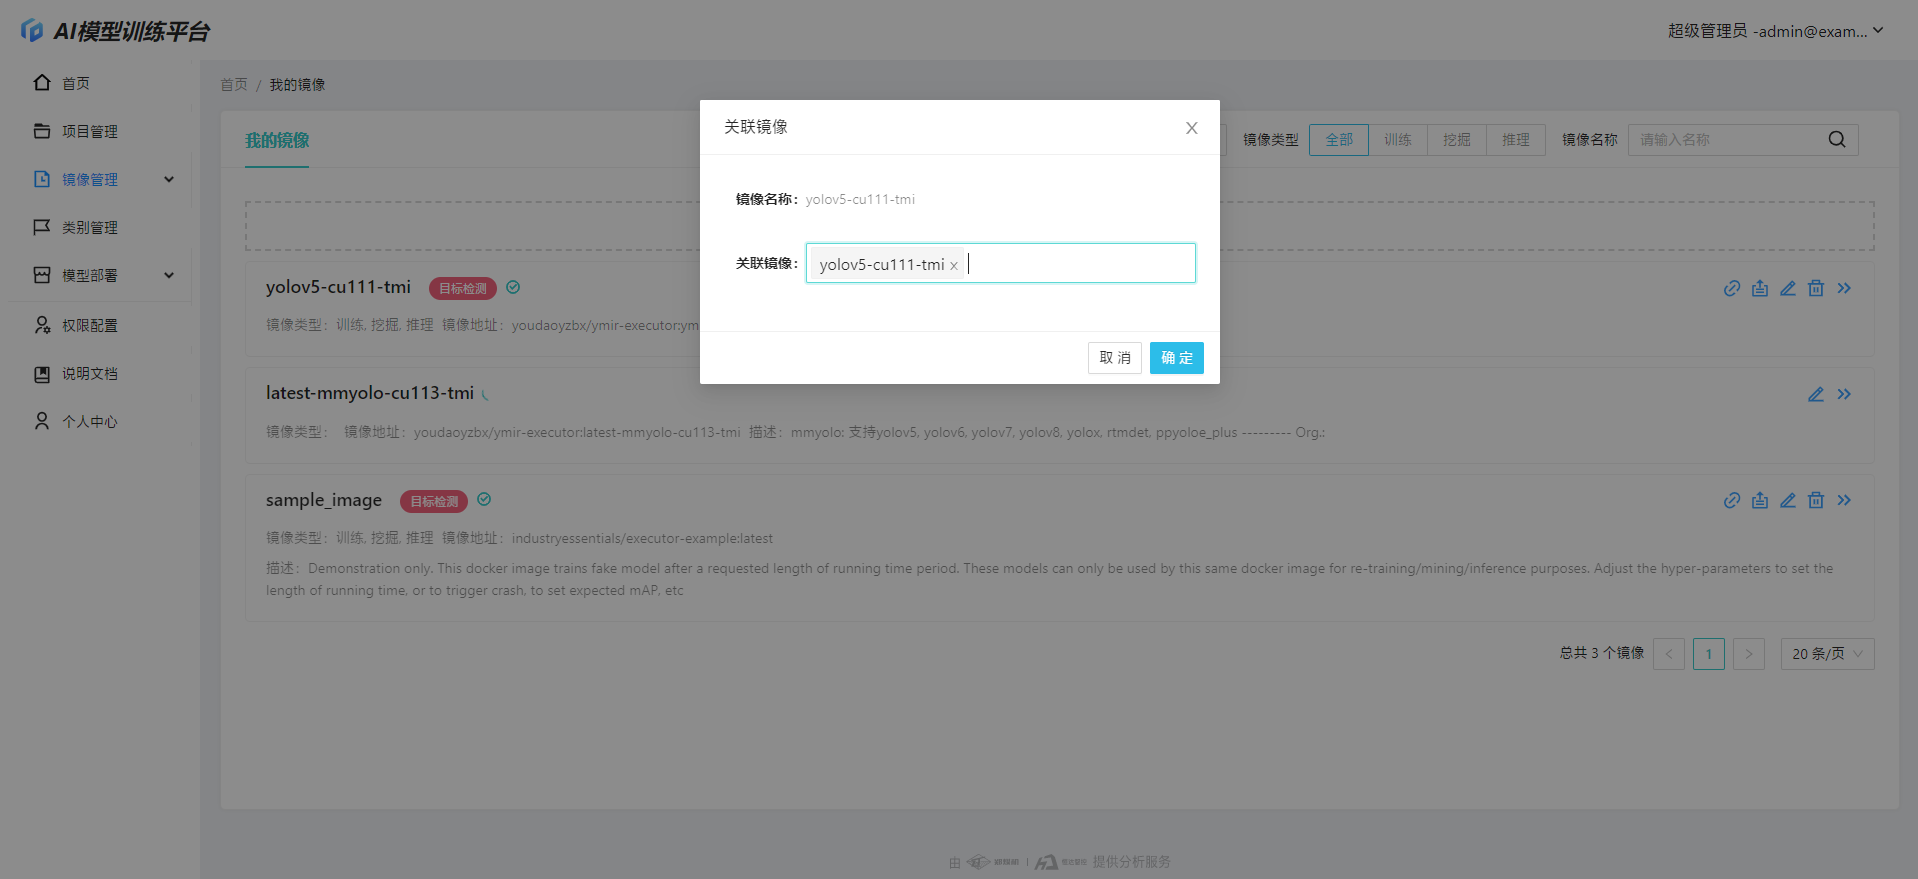 AI模型训练平台
超级管理员 -admin@exam...
首页
项目管理
镜像管理
类别管理
模型部署
权限配置
说明文档
个人中心
首页 / 我的镜像
我的镜像
镜像类型 全部 训练 挖掘 推理 镜像名称 请输入名称
关联镜像
镜像名称： yolov5-cu111-tmi
关联镜像： yolov5-cu111-tmi x
取 消 确 定
yolov5-cu111-tmi 目标检测
镜像类型：训练, 挖掘, 推理 镜像地址：youdaoyzbx/ymir-executor:ym
latest-mmyolo-cu113-tmi
镜像类型： 镜像地址：youdaoyzbx/ymir-executor:latest-mmyolo-cu113-tmi 描述：mmyolo: 支持yolov5, yolov6, yolov7, yolov8, yolox, rtmdet, ppyoloe_plus --------- Org.:
sample_image 目标检测
镜像类型：训练, 挖掘, 推理 镜像地址：industryessentials/executor-example:latest
描述：Demonstration only. This docker image trains fake model after a requested length of running time period. These models can only be used by this same docker image for re-training/mining/inference purposes. Adjust the hyper-parameters to set the
length of running time, or to trigger crash, to set expected mAP, etc
总共 3 个镜像 < 1 > 20 条/页
由 | 提供分析服务